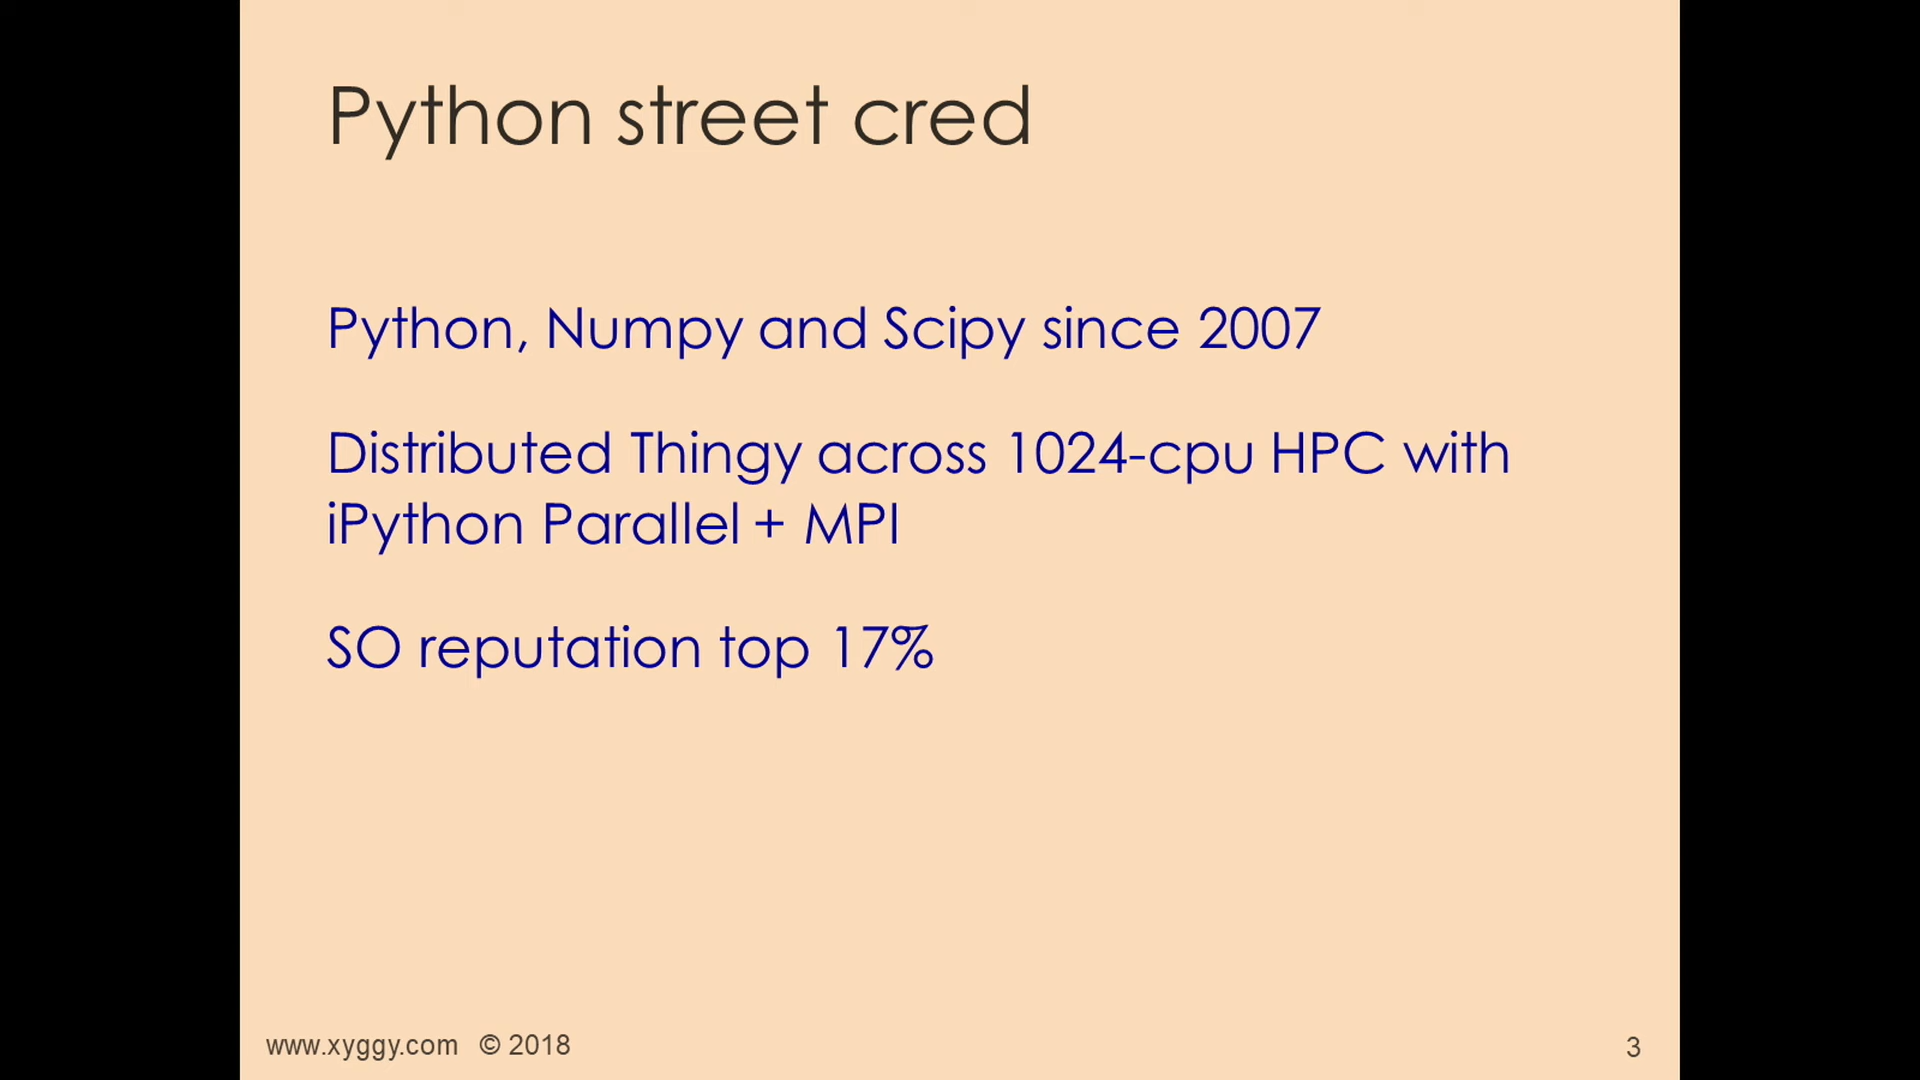 Python street cred
Python, Numpy and Scipy since 2007
Distributed Thingy across 1024-cpu HPC with
iPython Parallel + MPI
SO reputation top 17%
www.xyggy.com © 2018
3